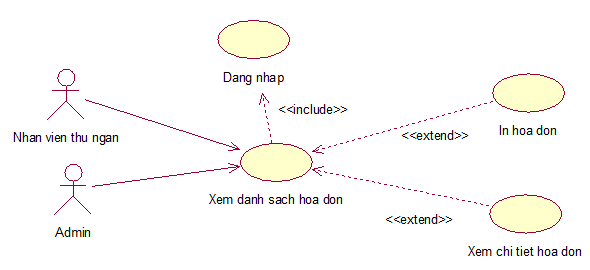 Dang nhap
<<include>>
Nhan vien thu ngan
<<extend>>
In hoa don
Xem danh sach hoa don
Admin
<<extend>>
Xem chi tiet hoa don